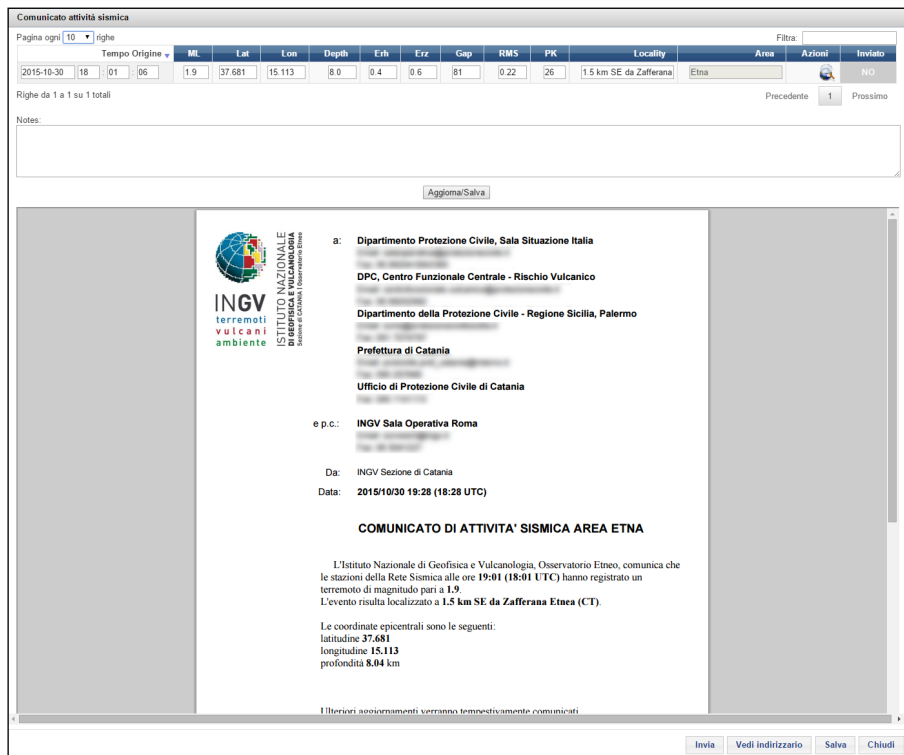 Comunicato attività sismica
Pagina ogni 10 righe
Filtra:
Tempo Origine ML Lat Lon Depth Erh Erz Gap RMS PK Locality Area Azioni Inviato
2015-10-30 18 : 01 : 06 1.9 37.681 15.113 8.0 0.4 0.6 81 0.22 26 1.5 km SE da Zafferana Etna NO
Righe da 1 a 1 su 1 totali
Precedente 1 Prossimo
Notes:
Aggiorna/Salva
INGV
terremoti
vulcani
ambiente
ISTITUTO NAZIONALE
DI GEOFISICA E VULCANOLOGIA
Sezione di CATANIA | Osservatorio Etneo
a: Dipartimento Protezione Civile, Sala Situazione Italia
DPC, Centro Funzionale Centrale - Rischio Vulcanico
Dipartimento della Protezione Civile - Regione Sicilia, Palermo
Prefettura di Catania
Ufficio di Protezione Civile di Catania
e p.c.: INGV Sala Operativa Roma
Da: INGV Sezione di Catania
Data: 2015/10/30 19:28 (18:28 UTC)
COMUNICATO DI ATTIVITA' SISMICA AREA ETNA
L'Istituto Nazionale di Geofisica e Vulcanologia, Osservatorio Etneo, comunica che
le stazioni della Rete Sismica alle ore 19:01 (18:01 UTC) hanno registrato un
terremoto di magnitudo pari a 1.9.
L'evento risulta localizzato a 1.5 km SE da Zafferana Etnea (CT).
Le coordinate epicentrali sono le seguenti:
latitudine 37.681
longitudine 15.113
profondità 8.04 km
Ulteriori aggiornamenti verranno tempestivamente comunicati
Invia Vedi indirizzario Salva Chiudi